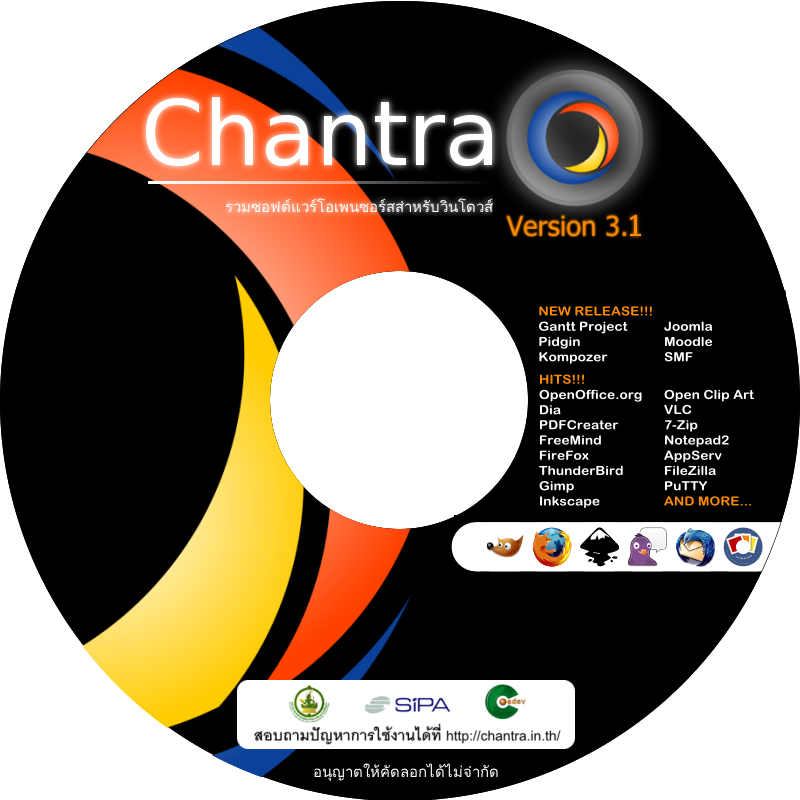 Chantra
รวมซอฟต์แวร์โอเพนซอร์สสำหรับวินโดวส์
Version 3.1
NEW RELEASE!!!
Gantt Project Joomla
Pidgin Moodle
Kompozer SMF
HITS!!!
OpenOffice.org Open Clip Art
Dia VLC
PDFCreater 7-Zip
FreeMind Notepad2
FireFox AppServ
ThunderBird FileZilla
Gimp PuTTY
Inkscape AND MORE...
SiPA
สอบถามปัญหาการใช้งานได้ที่ http://chantra.in.th/
อนุญาตให้คัดลอกได้ไม่จำกัด